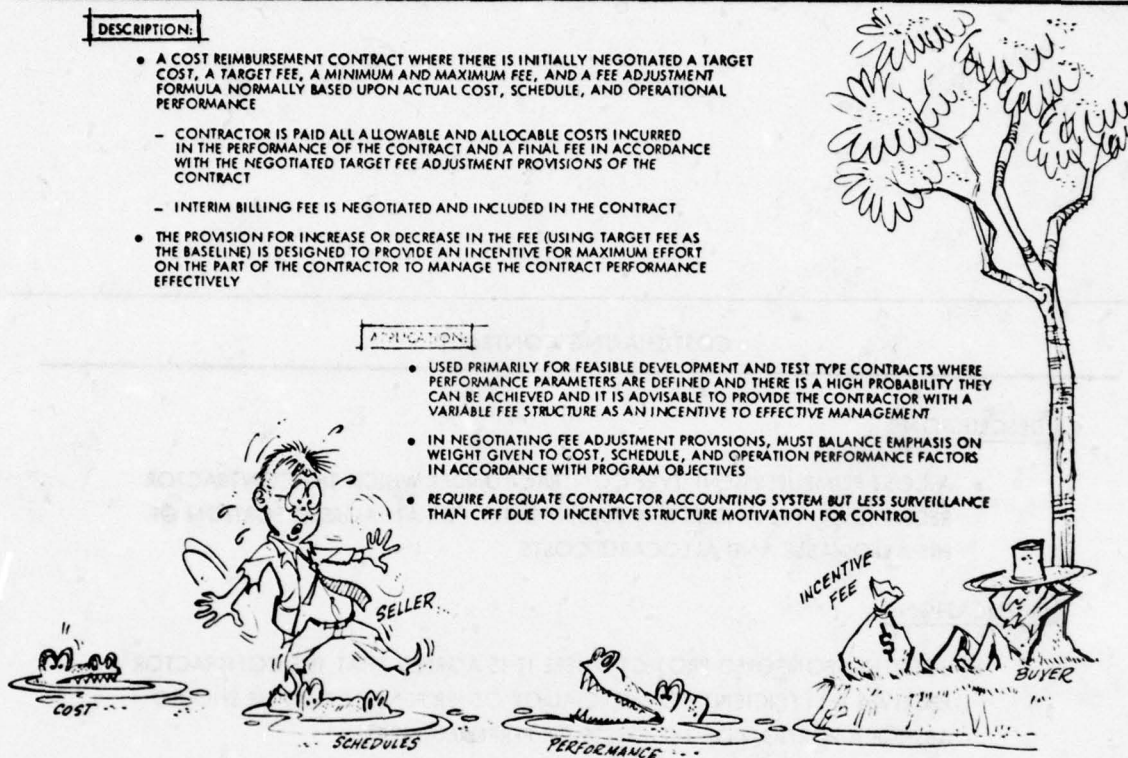 DESCRIPTION:
• A COST REIMBURSEMENT CONTRACT WHERE THERE IS INITIALLY NEGOTIATED A TARGET
COST, A TARGET FEE, A MINIMUM AND MAXIMUM FEE, AND A FEE ADJUSTMENT
FORMULA NORMALLY BASED UPON ACTUAL COST, SCHEDULE, AND OPERATIONAL
PERFORMANCE
– CONTRACTOR IS PAID ALL ALLOWABLE AND ALLOCABLE COSTS INCURRED
IN THE PERFORMANCE OF THE CONTRACT AND A FINAL FEE IN ACCORDANCE
WITH THE NEGOTIATED TARGET FEE ADJUSTMENT PROVISIONS OF THE
CONTRACT
– INTERIM BILLING FEE IS NEGOTIATED AND INCLUDED IN THE CONTRACT
• THE PROVISION FOR INCREASE OR DECREASE IN THE FEE (USING TARGET FEE AS
THE BASELINE) IS DESIGNED TO PROVIDE AN INCENTIVE FOR MAXIMUM EFFORT
ON THE PART OF THE CONTRACTOR TO MANAGE THE CONTRACT PERFORMANCE
EFFECTIVELY
APPLICATION:
• USED PRIMARILY FOR FEASIBLE DEVELOPMENT AND TEST TYPE CONTRACTS WHERE
PERFORMANCE PARAMETERS ARE DEFINED AND THERE IS A HIGH PROBABILITY THEY
CAN BE ACHIEVED AND IT IS ADVISABLE TO PROVIDE THE CONTRACTOR WITH A
VARIABLE FEE STRUCTURE AS AN INCENTIVE TO EFFECTIVE MANAGEMENT
• IN NEGOTIATING FEE ADJUSTMENT PROVISIONS, MUST BALANCE EMPHASIS ON
WEIGHT GIVEN TO COST, SCHEDULE, AND OPERATION PERFORMANCE FACTORS
IN ACCORDANCE WITH PROGRAM OBJECTIVES
• REQUIRE ADEQUATE CONTRACTOR ACCOUNTING SYSTEM BUT LESS SURVEILLANCE
THAN CPFF DUE TO INCENTIVE STRUCTURE MOTIVATION FOR CONTROL
INCENTIVE
FEE
SELLER
$
BUYER
COST
SCHEDULES
PERFORMANCE